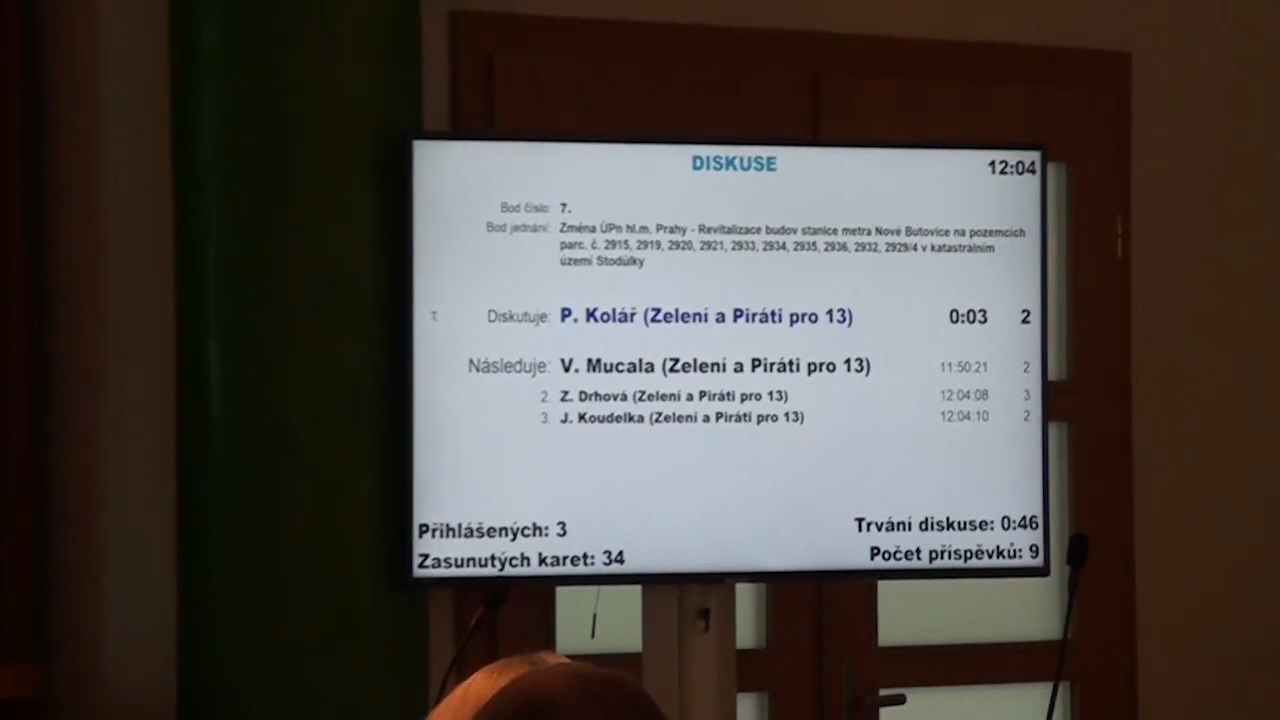 DISKUSE
12:04
Bod číslo: 7.
Bod jednání: Změna ÚPn hl.m. Prahy - Revitalizace budov stanice metra Nové Butovice na pozemcích
parc. č. 2915, 2919, 2920, 2921, 2933, 2934, 2935, 2936, 2932, 2929/4 v katastrálním
území Stodůlky
Diskutuje: P. Kolář (Zelení a Piráti pro 13) 0:03 2
Následuje: V. Mucala (Zelení a Piráti pro 13) 11:50:21 2
2. Z. Drhová (Zelení a Piráti pro 13) 12:04:08 3
3. J. Koudelka (Zelení a Piráti pro 13) 12:04:10 2
Přihlášených: 3
Trvání diskuse: 0:46
Zasunutých karet: 34
Počet příspěvků: 9